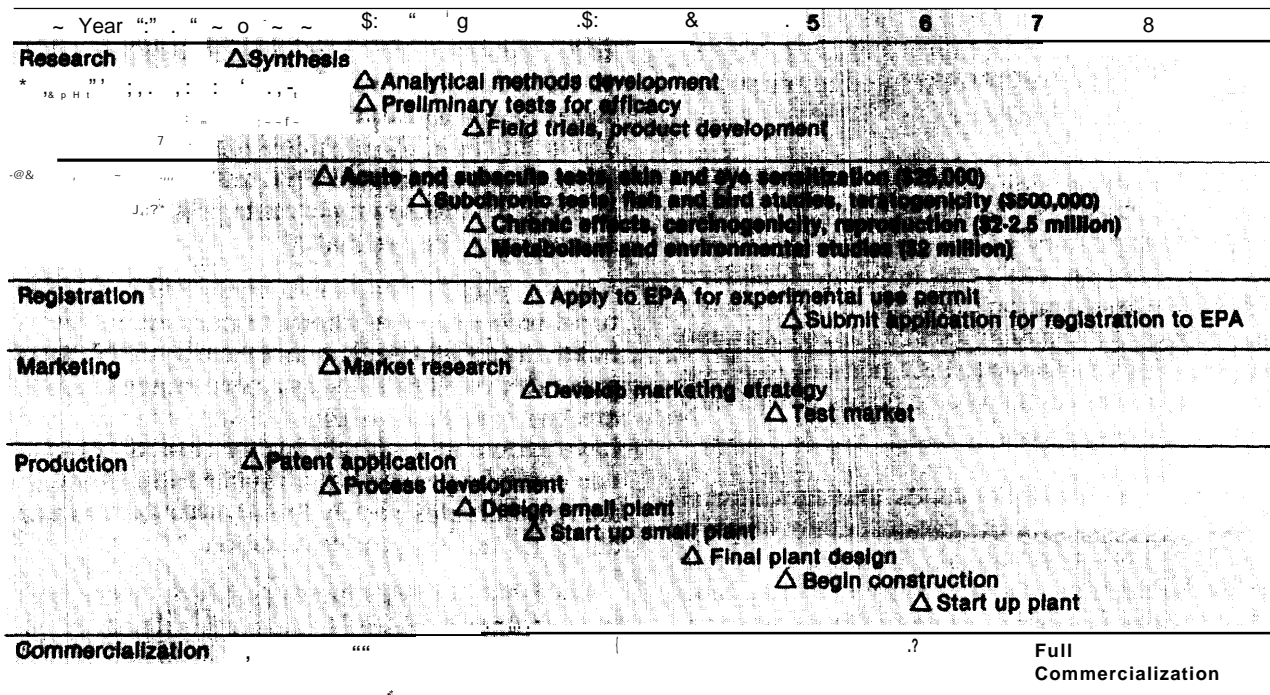 Year 0 5 6 7 8
Research △Synthesis
△Analytical methods development
△Preliminary tests for efficacy
△Field trials, product development
△Acute and subacute tests, skin and eye sensitization ($25,000)
△Subchronic tests, fish and bird studies, teratogenicity ($500,000)
△Chronic effects, carcinogenicity, reproduction ($2-2.5 million)
△Metabolism and environmental studies ($2 million)
Registration △Apply to EPA for experimental use permit
△Submit application for registration to EPA
Marketing △Market research
△Develop marketing strategy
△Test market
Production △Patent application
△Process development
△Design small plant
△Start up small plant
△Final plant design
△Begin construction
△Start up plant
Commercialization Full
Commercialization